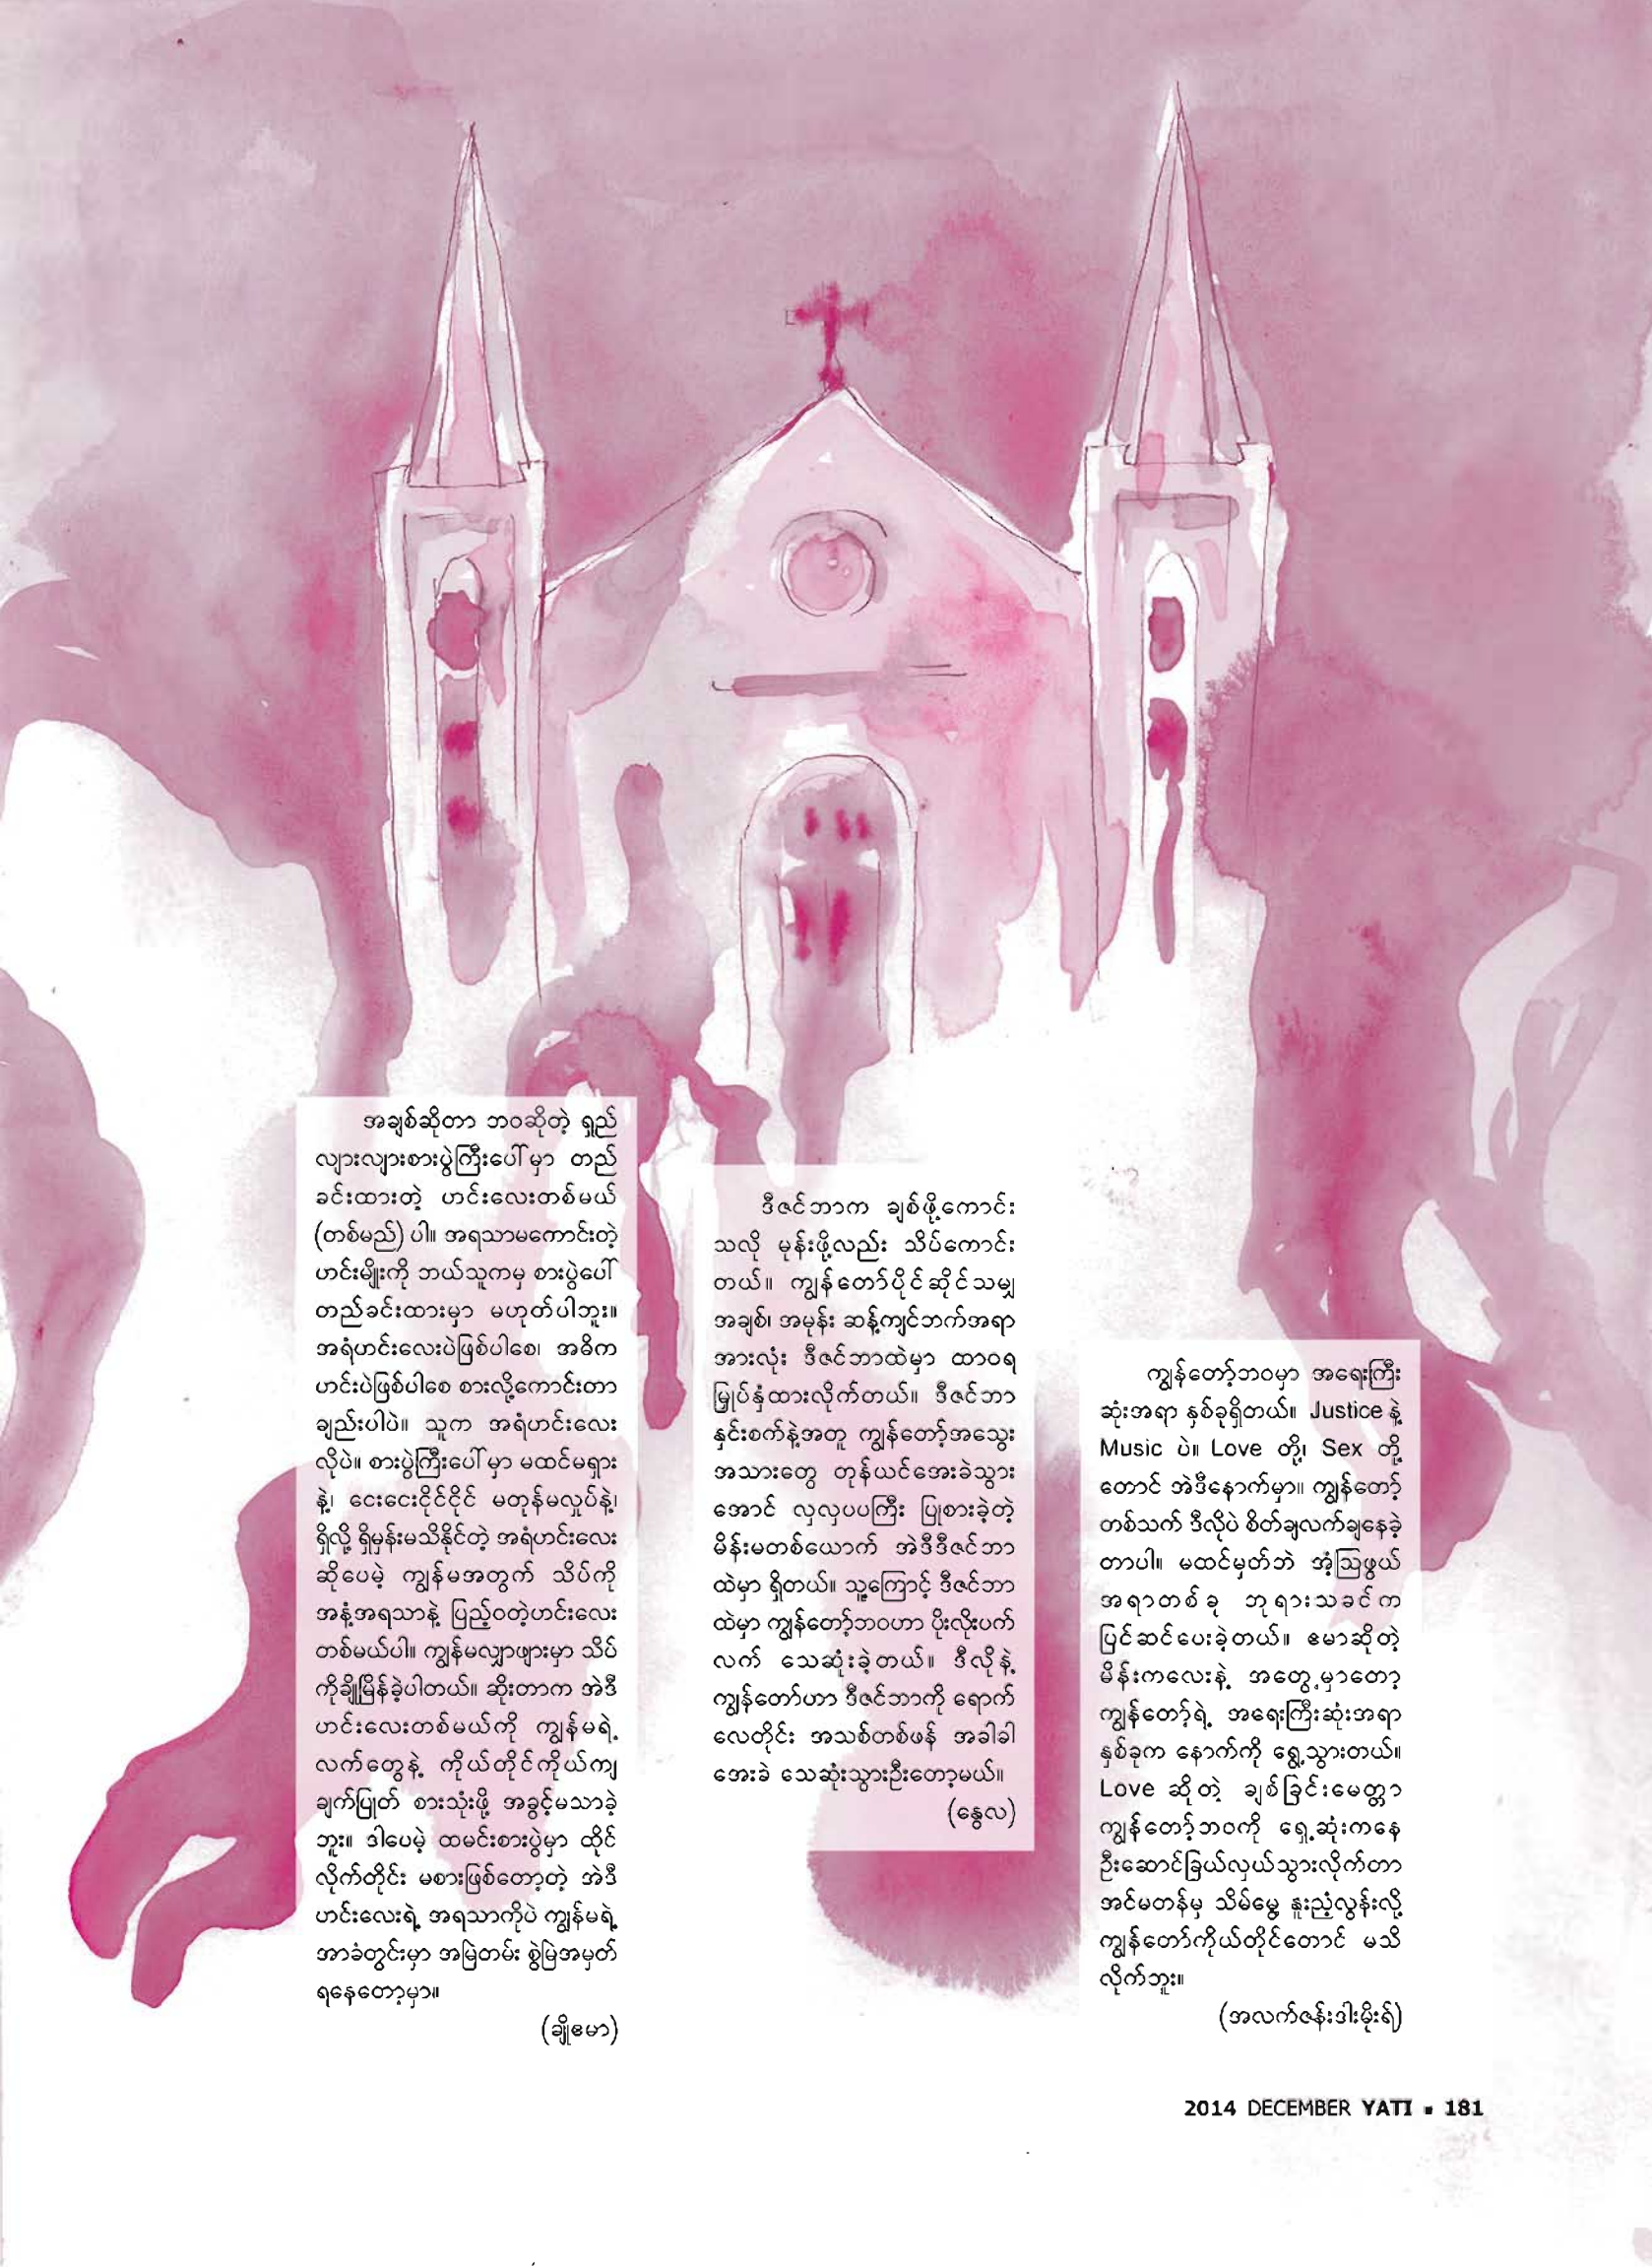 အချစ်ဆိုတာ ဘဝဆိုတဲ့ ရှည်
လျားလျားစားပွဲကြီးပေါ်မှာ တည်
ခင်းထားတဲ့ ဟင်းလေးတစ်မယ်
(တစ်မည်) ပါ။ အရသာမကောင်းတဲ့
ဟင်းမျိုးကို ဘယ်သူကမှ စားပွဲပေါ်
တည်ခင်းထားမှာ မဟုတ်ပါဘူး။
အရံဟင်းလေးပဲဖြစ်ပါစေ၊ အဓိက
ဟင်းပဲဖြစ်ပါစေ စားလို့ကောင်းတာ
ချည်းပါပဲ။ သူက အရံဟင်းလေး
လိုပဲ။ စားပွဲကြီးပေါ်မှာ မထင်မရှား
နဲ့၊ ငေးငေးငိုင်ငိုင် မတုန်မလှုပ်နဲ့၊
ရှိလို့ ရှိမှန်းမသိနိုင်တဲ့ အရံဟင်းလေး
ဆိုပေမဲ့ ကျွန်မအတွက် သိပ်ကို
အနံ့အရသာနဲ့ ပြည့်ဝတဲ့ဟင်းလေး
တစ်မယ်ပါ။ ကျွန်မလျှာဖျားမှာ သိပ်
ကိုချိုမြိန်ခဲ့ပါတယ်။ ဆိုးတာက အဲဒီ
ဟင်းလေးတစ်မယ်ကို ကျွန်မရဲ့
လက်တွေနဲ့ ကိုယ်တိုင်ကိုယ်ကျ
ချက်ပြုတ် စားသုံးဖို့ အခွင့်မသာခဲ့
ဘူး။ ဒါပေမဲ့ ထမင်းစားပွဲမှာ ထိုင်
လိုက်တိုင်း မစားဖြစ်တော့တဲ့ အဲဒီ
ဟင်းလေးရဲ့ အရသာကိုပဲ ကျွန်မရဲ့
အာခံတွင်းမှာ အမြဲတမ်း စွဲမြဲအမှတ်
ရနေတော့မှာ။
(ချိုဧမာ)
ဒီဇင်ဘာက ချစ်ဖို့ကောင်း
သလို မုန်းဖို့လည်း သိပ်ကောင်း
တယ်။ ကျွန်တော်ပိုင်ဆိုင်သမျှ
အချစ်၊ အမုန်း ဆန့်ကျင်ဘက်အရာ
အားလုံး ဒီဇင်ဘာထဲမှာ ထာဝရ
မြှုပ်နှံထားလိုက်တယ်။ ဒီဇင်ဘာ
နှင်းစက်နဲ့အတူ ကျွန်တော့်အသွေး
အသားတွေ တုန်ယင်အေးခဲသွား
အောင် လှလှပပကြီး ပြုစားခဲ့တဲ့
မိန်းမတစ်ယောက် အဲဒီဒီဇင်ဘာ
ထဲမှာ ရှိတယ်။ သူ့ကြောင့် ဒီဇင်ဘာ
ထဲမှာ ကျွန်တော့်ဘဝဟာ ပိုးလိုးပက်
လက် သေဆုံးခဲ့တယ်။ ဒီလိုနဲ့
ကျွန်တော်ဟာ ဒီဇင်ဘာကို ရောက်
လေတိုင်း အသစ်တစ်ဖန် အခါခါ
အေးခဲ သေဆုံးသွားဦးတော့မယ်။
(နွေလ)
ကျွန်တော့်ဘဝမှာ အရေးကြီး
ဆုံးအရာ နှစ်ခုရှိတယ်။ Justice နဲ့
Music ပဲ။ Love တို့၊ Sex တို့
တောင် အဲဒီနောက်မှာ။ ကျွန်တော့်
တစ်သက် ဒီလိုပဲ စိတ်ချလက်ချနေခဲ့
တာပါ။ မထင်မှတ်ဘဲ အံ့ဩဖွယ်
အရာတစ်ခု ဘုရားသခင်က
ပြင်ဆင်ပေးခဲ့တယ်။ ဧမာဆိုတဲ့
မိန်းကလေးနဲ့ အတွေ့မှာတော့
ကျွန်တော့်ရဲ့ အရေးကြီးဆုံးအရာ
နှစ်ခုက နောက်ကို ရွေ့သွားတယ်။
Love ဆိုတဲ့ ချစ်ခြင်းမေတ္တာ
ကျွန်တော့်ဘဝကို ရှေ့ဆုံးကနေ
ဦးဆောင်ခြယ်လှယ်သွားလိုက်တာ
အင်မတန်မှ သိမ်မွေ့ နူးညံ့လွန်းလို့
ကျွန်တော်ကိုယ်တိုင်တောင် မသိ
လိုက်ဘူး။
(အလက်ဇန်းဒါးမိုးရ်)
2014 DECEMBER YATI ▪ 181